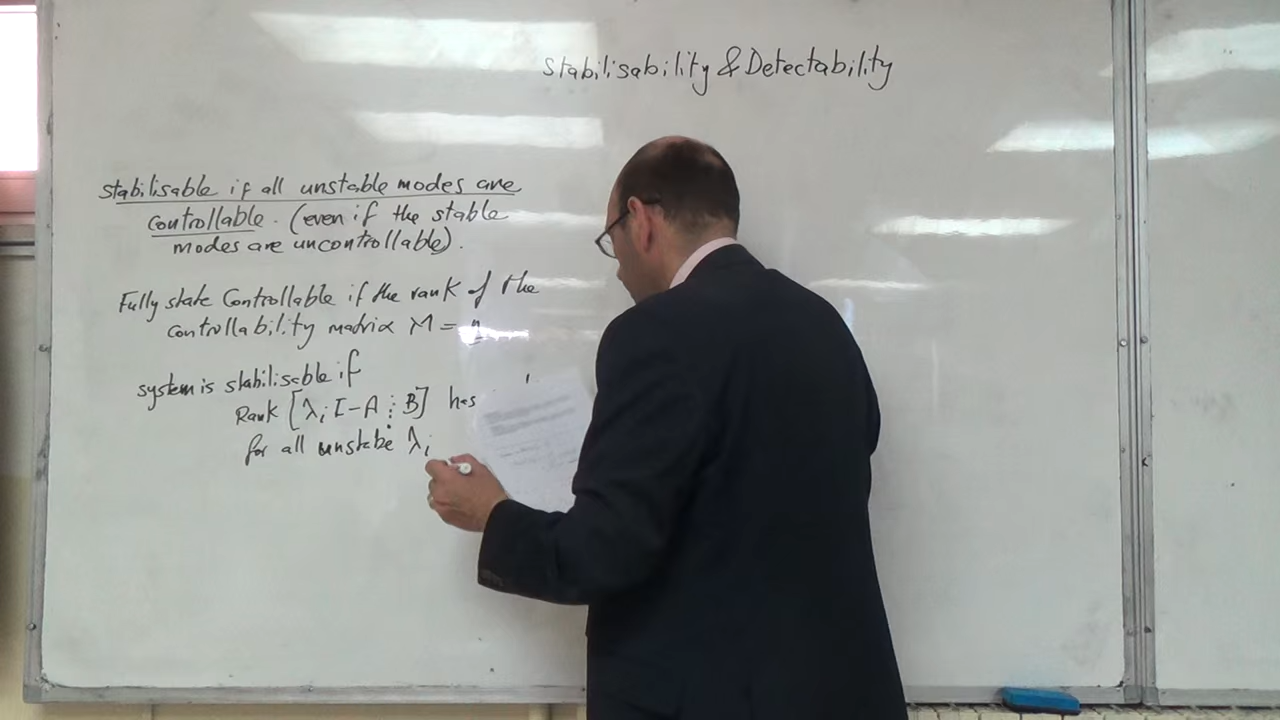 Stabilisability & Detectability
stabilisable if all unstable modes are
controllable. (even if the stable
modes are uncontrollable).
Fully state Controllable if the rank of the
controllability matrix M = n
system is stabilisable if
Rank [λi I-A ⋮ B] has
for all unstabe λi